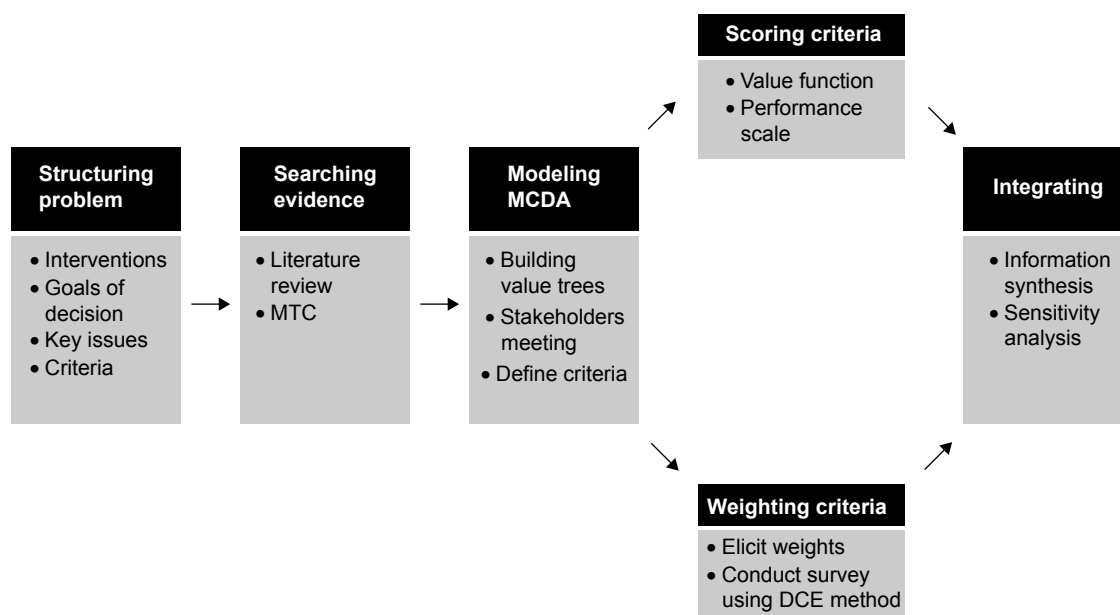 Structuring
problem
• Interventions
• Goals of
decision
• Key issues
• Criteria
Searching
evidence
• Literature
review
• MTC
Modeling
MCDA
• Building
value trees
• Stakeholders
meeting
• Define criteria
Scoring criteria
• Value function
• Performance
scale
Weighting criteria
• Elicit weights
• Conduct survey
using DCE method
Integrating
• Information
synthesis
• Sensitivity
analysis